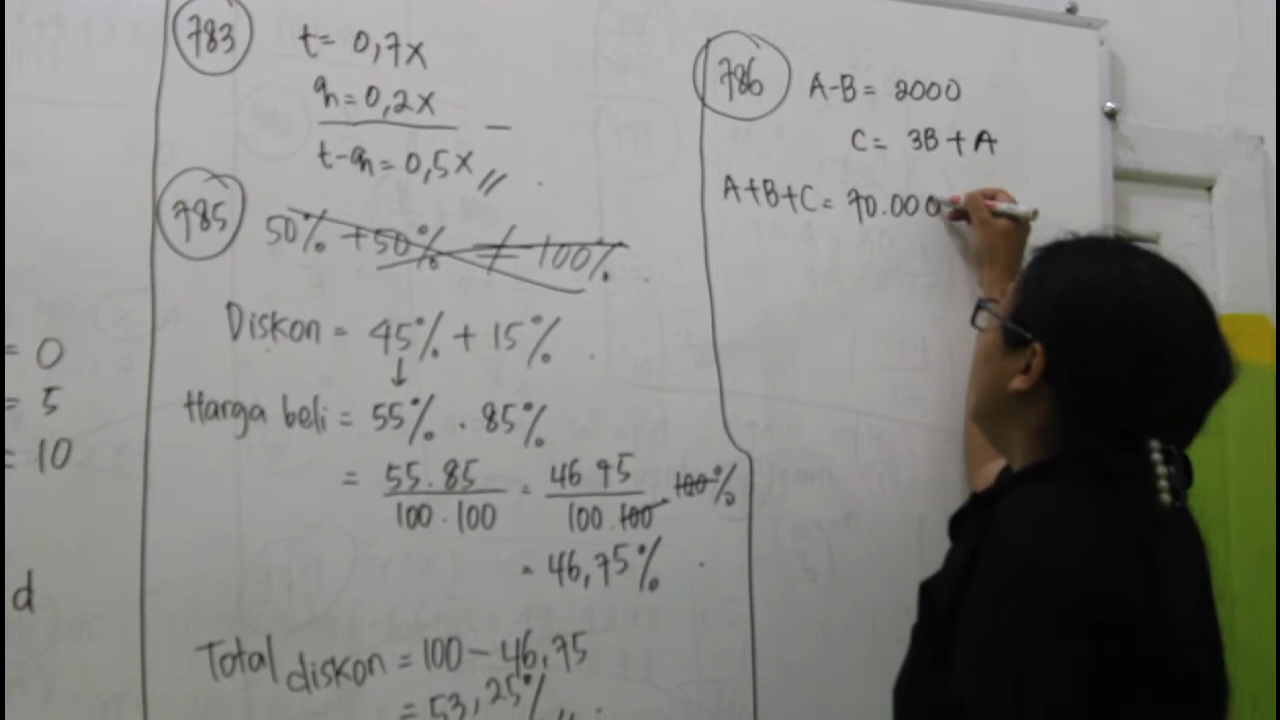 = 0
= 5
= 10
d
783
t = 0,7x
q = 0,2x
t - q = 0,5x //
785
50% + 50% ≠ 100%
Diskon = 45% + 15%
↓
Harga beli = 55% . 85%
= 55.85 / 100.100 = 4695 / 100.100 . 100%
= 46,75%
Total diskon = 100 - 46,75
= 53,25% //
786
A-B = 2000
C = 3B + A
A+B+C = 70.000